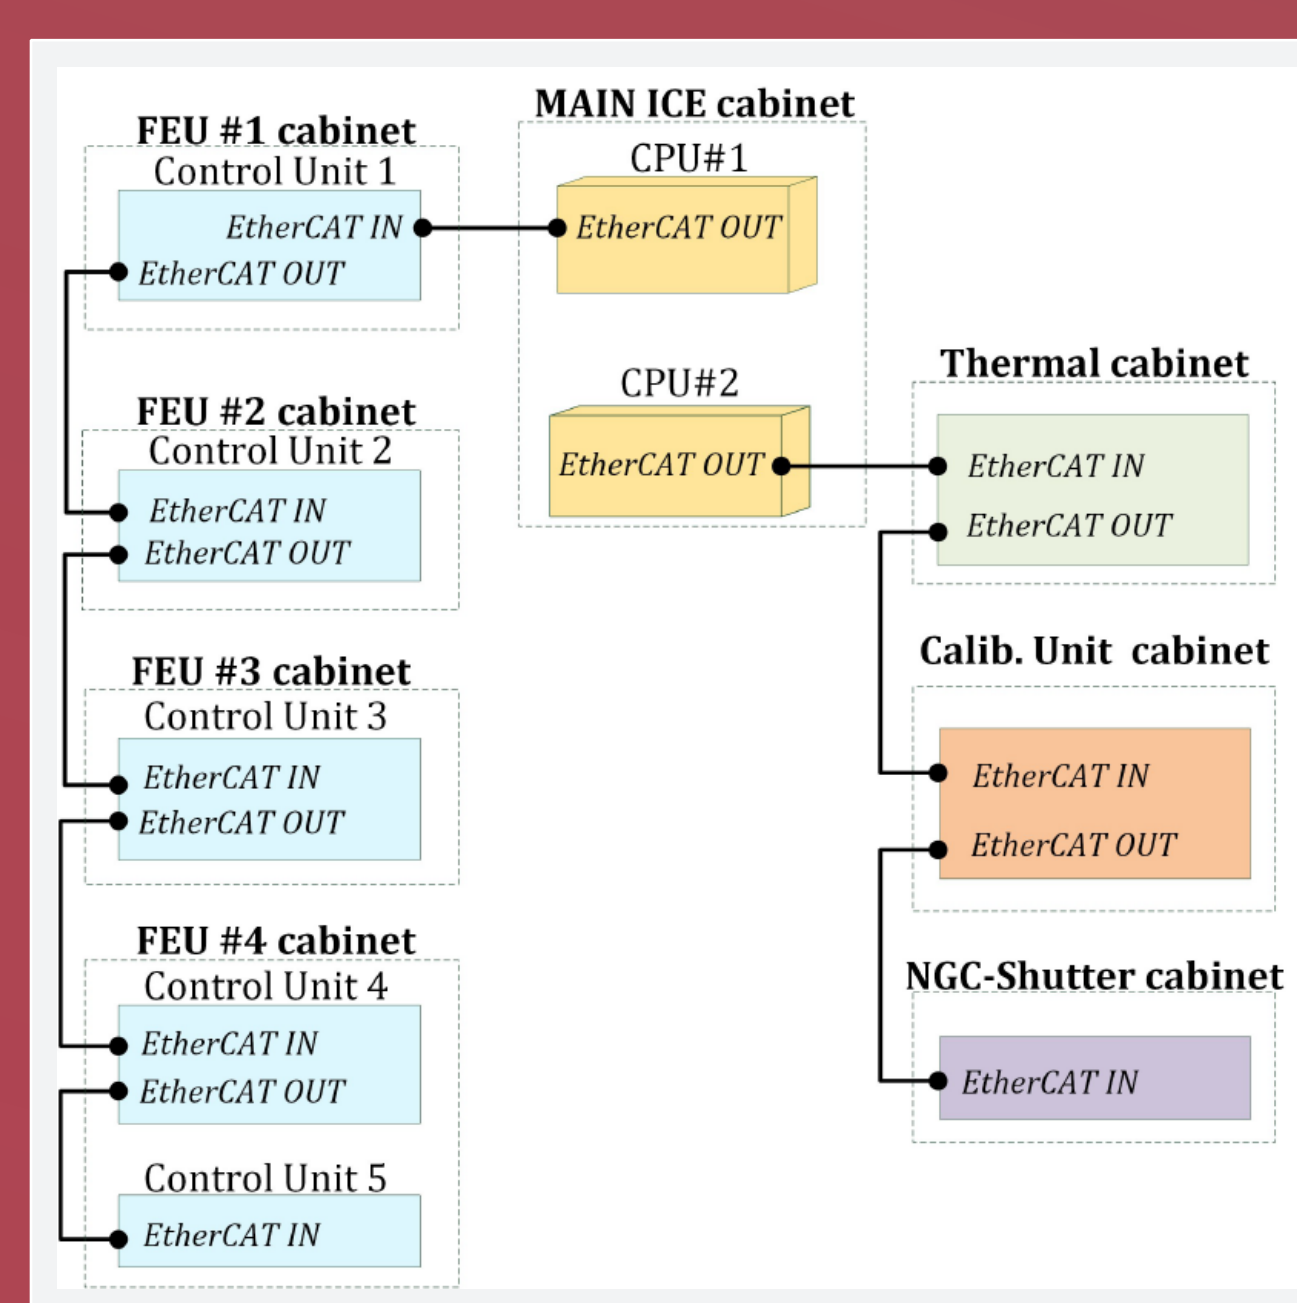 FEU #1 cabinet
Control Unit 1
EtherCAT IN
EtherCAT OUT
FEU #2 cabinet
Control Unit 2
EtherCAT IN
EtherCAT OUT
FEU #3 cabinet
Control Unit 3
EtherCAT IN
EtherCAT OUT
FEU #4 cabinet
Control Unit 4
EtherCAT IN
EtherCAT OUT
Control Unit 5
EtherCAT IN
MAIN ICE cabinet
CPU#1
EtherCAT OUT
CPU#2
EtherCAT OUT
Thermal cabinet
EtherCAT IN
EtherCAT OUT
Calib. Unit cabinet
EtherCAT IN
EtherCAT OUT
NGC-Shutter cabinet
EtherCAT IN